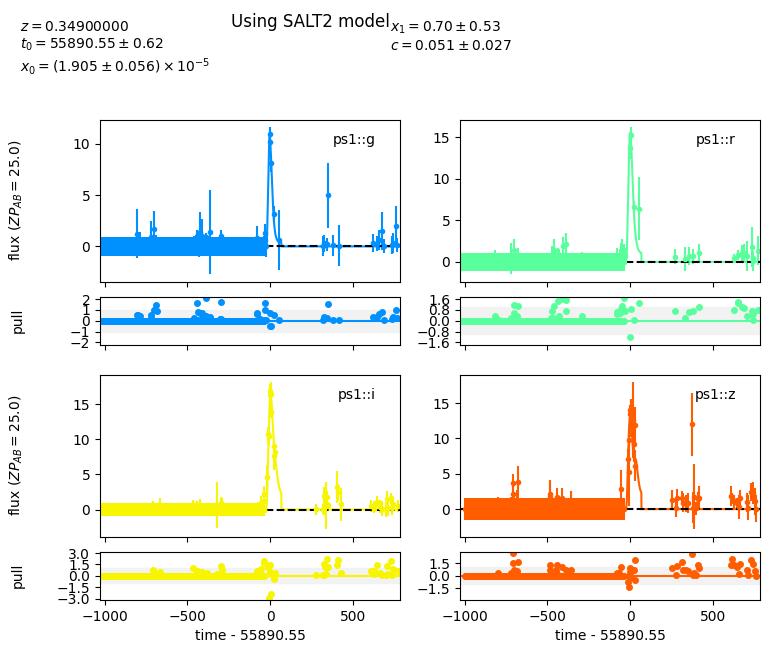 Using SALT2 model
z = 0.34900000
t0 = 55890.55 ± 0.62
x0 = (1.905 ± 0.056) × 10⁻⁵
x1 = 0.70 ± 0.53
c = 0.051 ± 0.027
flux (ZPAB = 25.0)
10
5
0
ps1::g
15
10
5
0
ps1::r
pull
2
1
0
−1
−2
1.6
0.8
0.0
−0.8
−1.6
flux (ZPAB = 25.0)
15
10
5
0
ps1::i
15
10
5
0
ps1::z
pull
3.0
1.5
0.0
−1.5
−3.0
1.5
0.0
−1.5
−1000 −500 0 500
−1000 −500 0 500
time - 55890.55
time - 55890.55